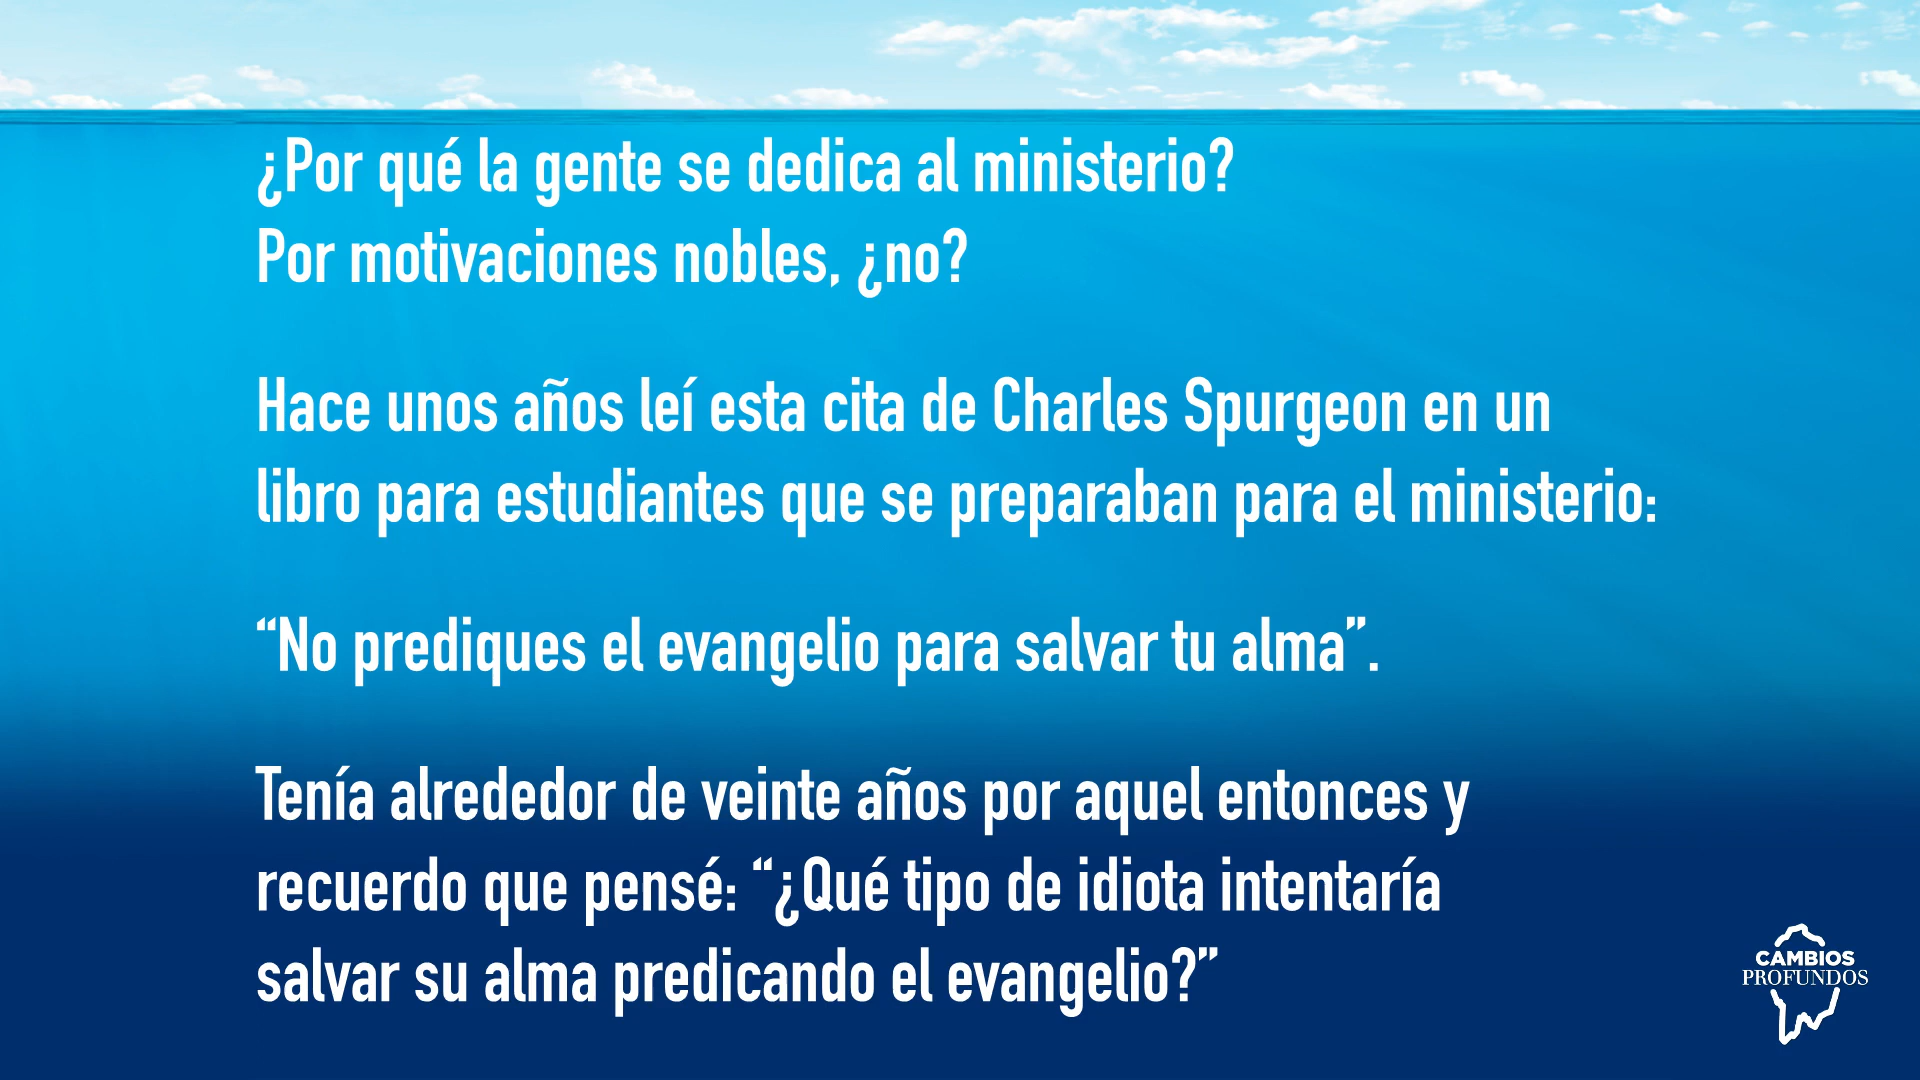 ¿Por qué la gente se dedica al ministerio?
Por motivaciones nobles, ¿no?
Hace unos años leí esta cita de Charles Spurgeon en un
libro para estudiantes que se preparaban para el ministerio:
“No prediques el evangelio para salvar tu alma”.
Tenía alrededor de veinte años por aquel entonces y
recuerdo que pensé: “¿Qué tipo de idiota intentaría
salvar su alma predicando el evangelio?”
CAMBIOS
PROFUNDOS